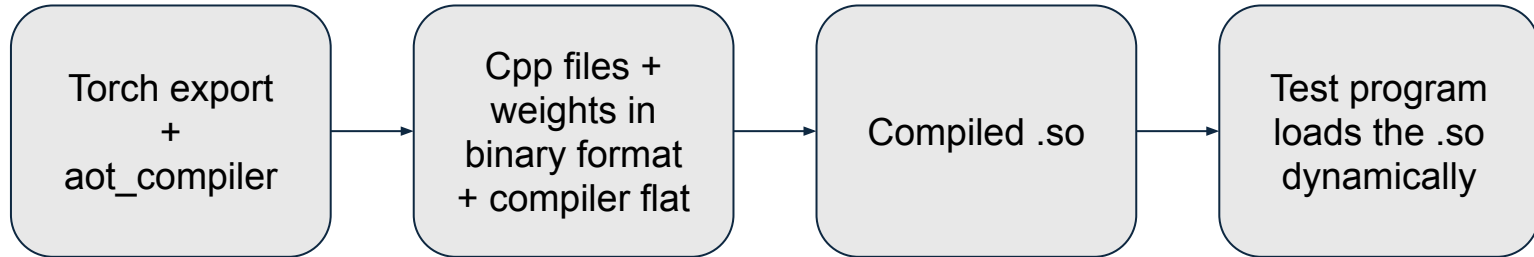 Torch export
+
aot_compiler
Cpp files +
weights in
binary format
+ compiler flat
Compiled .so
Test program
loads the .so
dynamically